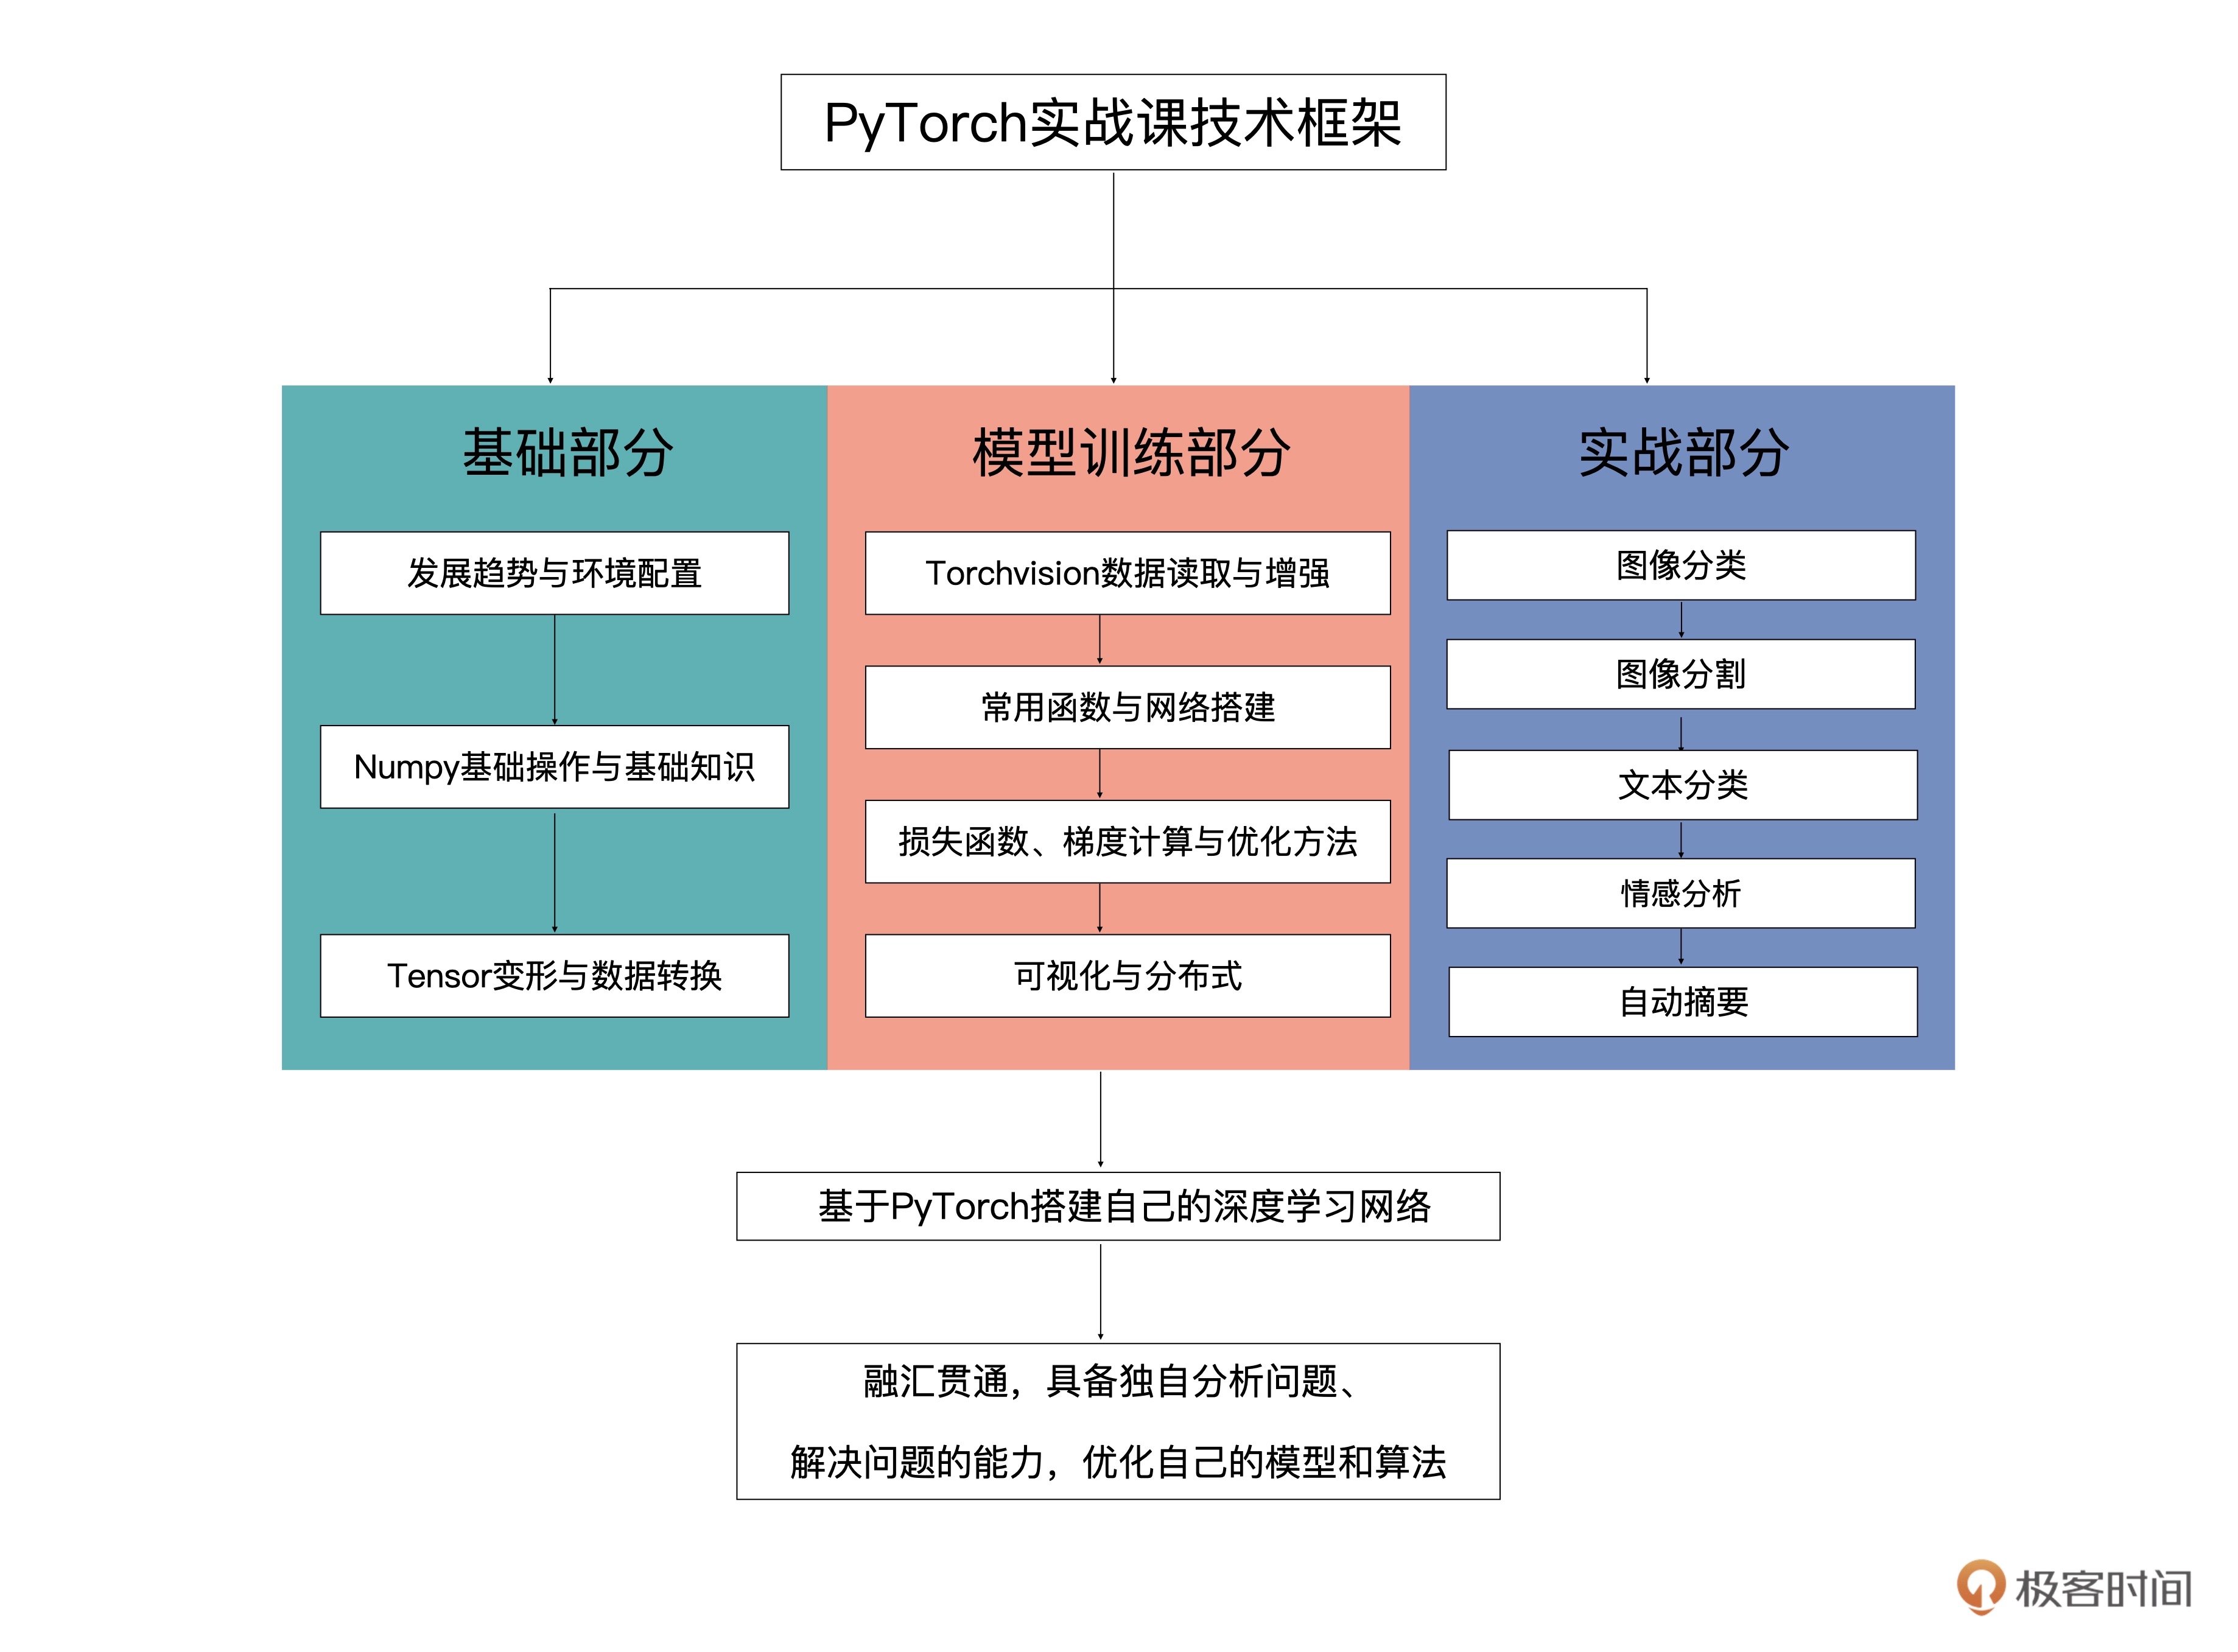 PyTorch实战课技术框架
基础部分
发展趋势与环境配置
Numpy基础操作与基础知识
Tensor变形与数据转换
模型训练部分
Torchvision数据读取与增强
常用函数与网络搭建
损失函数、梯度计算与优化方法
可视化与分布式
实战部分
图像分类
图像分割
文本分类
情感分析
自动摘要
基于PyTorch搭建自己的深度学习网络
融汇贯通，具备独自分析问题、
解决问题的能力，优化自己的模型和算法
极客时间